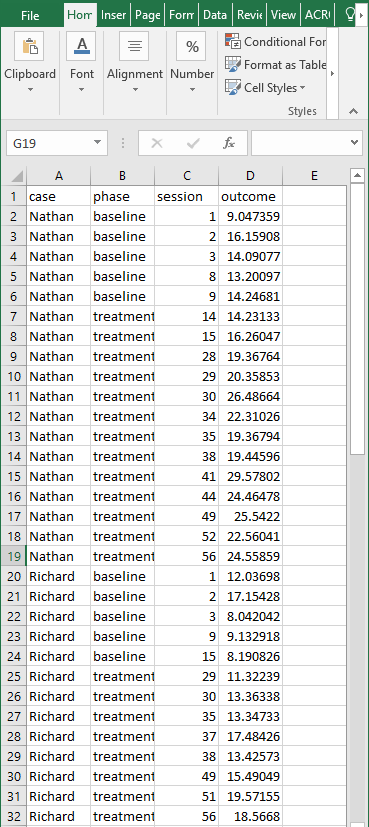 File Hom Inser Page Form Data Revie View ACRO
Clipboard Font Alignment Number
%
Conditional For
Format as Table
Cell Styles
Styles
G19 fx
A B C D E
1 case phase session outcome
2 Nathan baseline 1 9.047359
3 Nathan baseline 2 16.15908
4 Nathan baseline 3 14.09077
5 Nathan baseline 8 13.20097
6 Nathan baseline 9 14.24681
7 Nathan treatment 14 14.23133
8 Nathan treatment 15 16.26047
9 Nathan treatment 28 19.36764
10 Nathan treatment 29 20.35853
11 Nathan treatment 30 26.48664
12 Nathan treatment 34 22.31026
13 Nathan treatment 35 19.36794
14 Nathan treatment 38 19.44596
15 Nathan treatment 41 29.57802
16 Nathan treatment 44 24.46478
17 Nathan treatment 49 25.5422
18 Nathan treatment 52 22.56041
19 Nathan treatment 56 24.55859
20 Richard baseline 1 12.03698
21 Richard baseline 2 17.15428
22 Richard baseline 3 8.042042
23 Richard baseline 9 9.132918
24 Richard baseline 15 8.190826
25 Richard treatment 29 11.32239
26 Richard treatment 30 13.36338
27 Richard treatment 35 13.34733
28 Richard treatment 37 17.48426
29 Richard treatment 38 13.42573
30 Richard treatment 49 15.49049
31 Richard treatment 51 19.57155
32 Richard treatment 56 18.5668